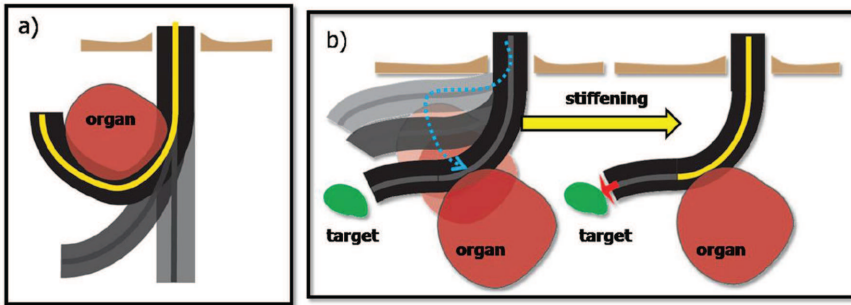 a)
organ
b)
stiffening
target
organ
target
organ